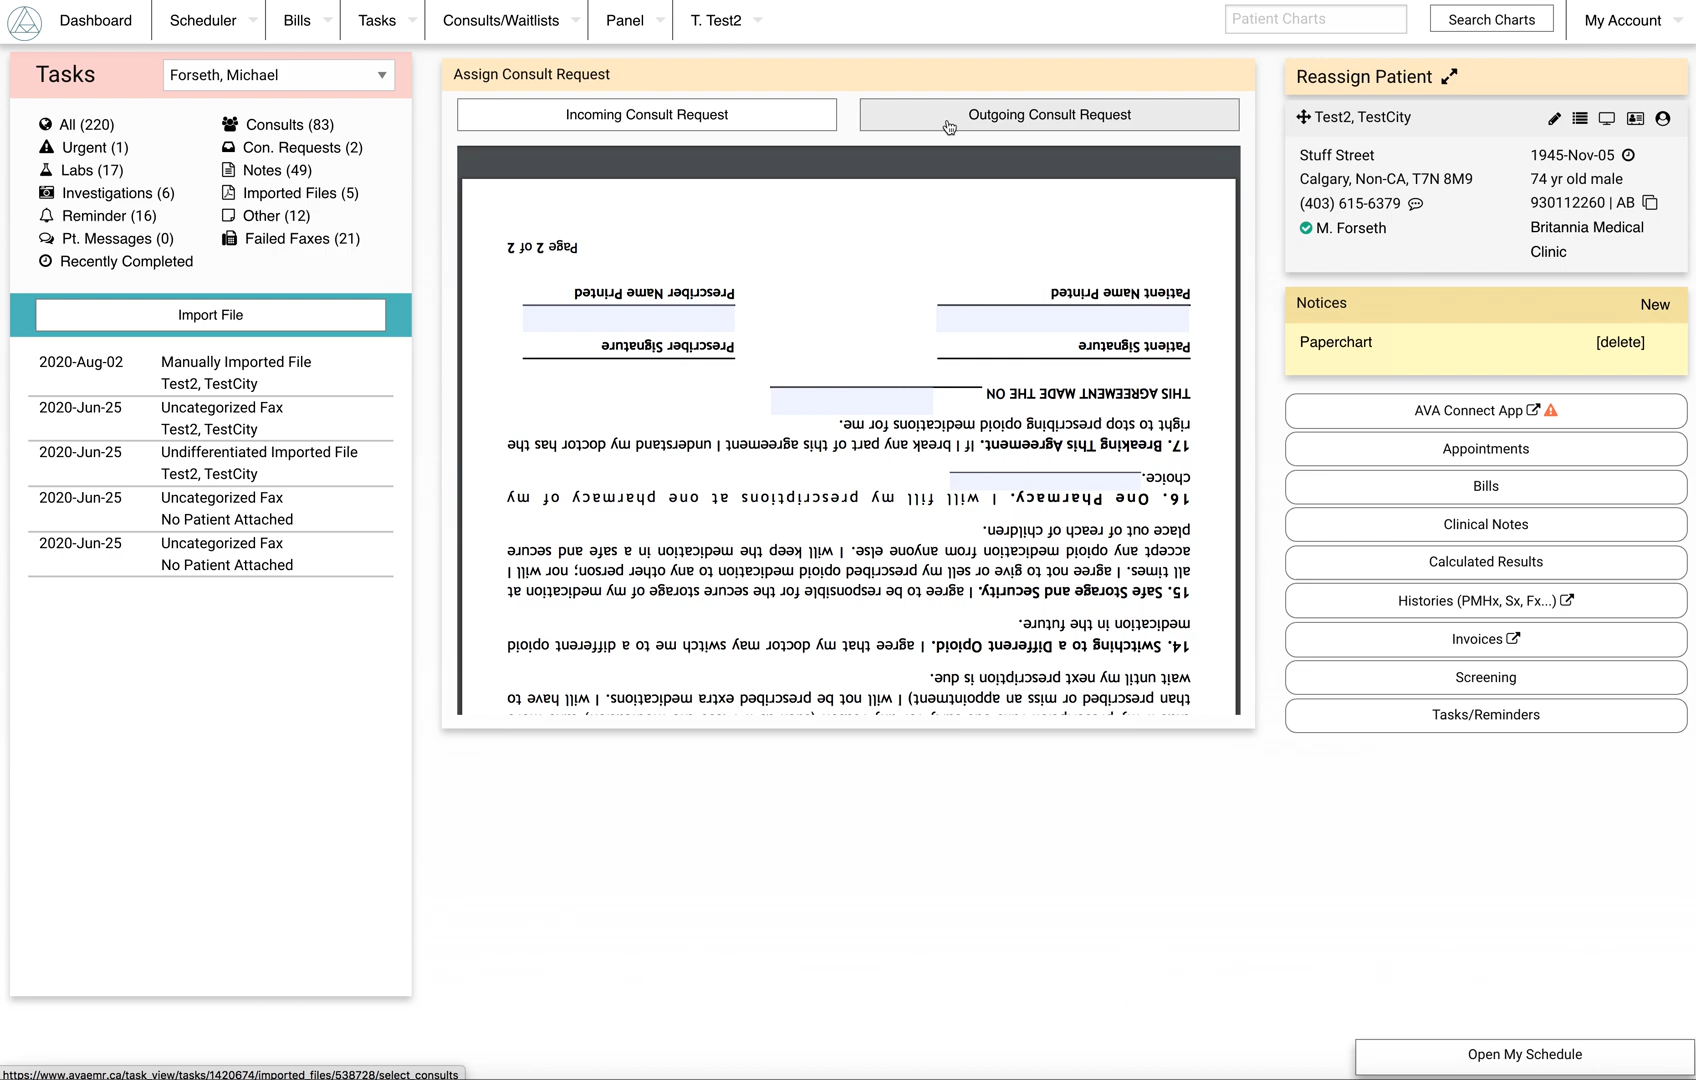 Dashboard
Scheduler
Bills
Tasks
Consults/Waitlists
Panel
T. Test2
Patient Charts
Search Charts
My Account
Tasks
Forseth, Michael
All (220)
Consults (83)
Urgent (1)
Con. Requests (2)
Labs (17)
Notes (49)
Investigations (6)
Imported Files (5)
Reminder (16)
Other (12)
Pt. Messages (0)
Failed Faxes (21)
Recently Completed
Import File
2020-Aug-02 Manually Imported File
Test2, TestCity
2020-Jun-25 Uncategorized Fax
Test2, TestCity
2020-Jun-25 Undifferentiated Imported File
Test2, TestCity
2020-Jun-25 Uncategorized Fax
No Patient Attached
2020-Jun-25 Uncategorized Fax
No Patient Attached
Assign Consult Request
Incoming Consult Request
Outgoing Consult Request
than prescribed or miss an appointment) I will not be prescribed extra medications. I will have to
wait until my next prescription is due.
14. Switching to a Different Opioid. I agree that my doctor may switch me to a different opioid
medication in the future.
15. Safe Storage and Security. I agree to be responsible for the secure storage of my medication at
all times. I agree not to give or sell my prescribed opioid medication to any other person; nor will I
accept any opioid medication from anyone else. I will keep the medication in a safe and secure
place out of reach of children.
16. One Pharmacy. I will fill my prescriptions at one pharmacy of my
choice.
17. Breaking This Agreement. If I break any part of this agreement I understand my doctor has the
right to stop prescribing opioid medications for me.
THIS AGREEMENT MADE THE ON
Patient Signature
Prescriber Signature
Patient Name Printed
Prescriber Name Printed
Page 2 of 2
Reassign Patient
Test2, TestCity
Stuff Street
1945-Nov-05
Calgary, Non-CA, T7N 8M9
74 yr old male
(403) 615-6379
930112260 | AB
M. Forseth
Britannia Medical
Clinic
Notices
New
Paperchart
[delete]
AVA Connect App
Appointments
Bills
Clinical Notes
Calculated Results
Histories (PMHx, Sx, Fx...)
Invoices
Screening
Tasks/Reminders
Open My Schedule
https://www.avaemr.ca/task_view/tasks/1420674/imported_files/538728/select_consults